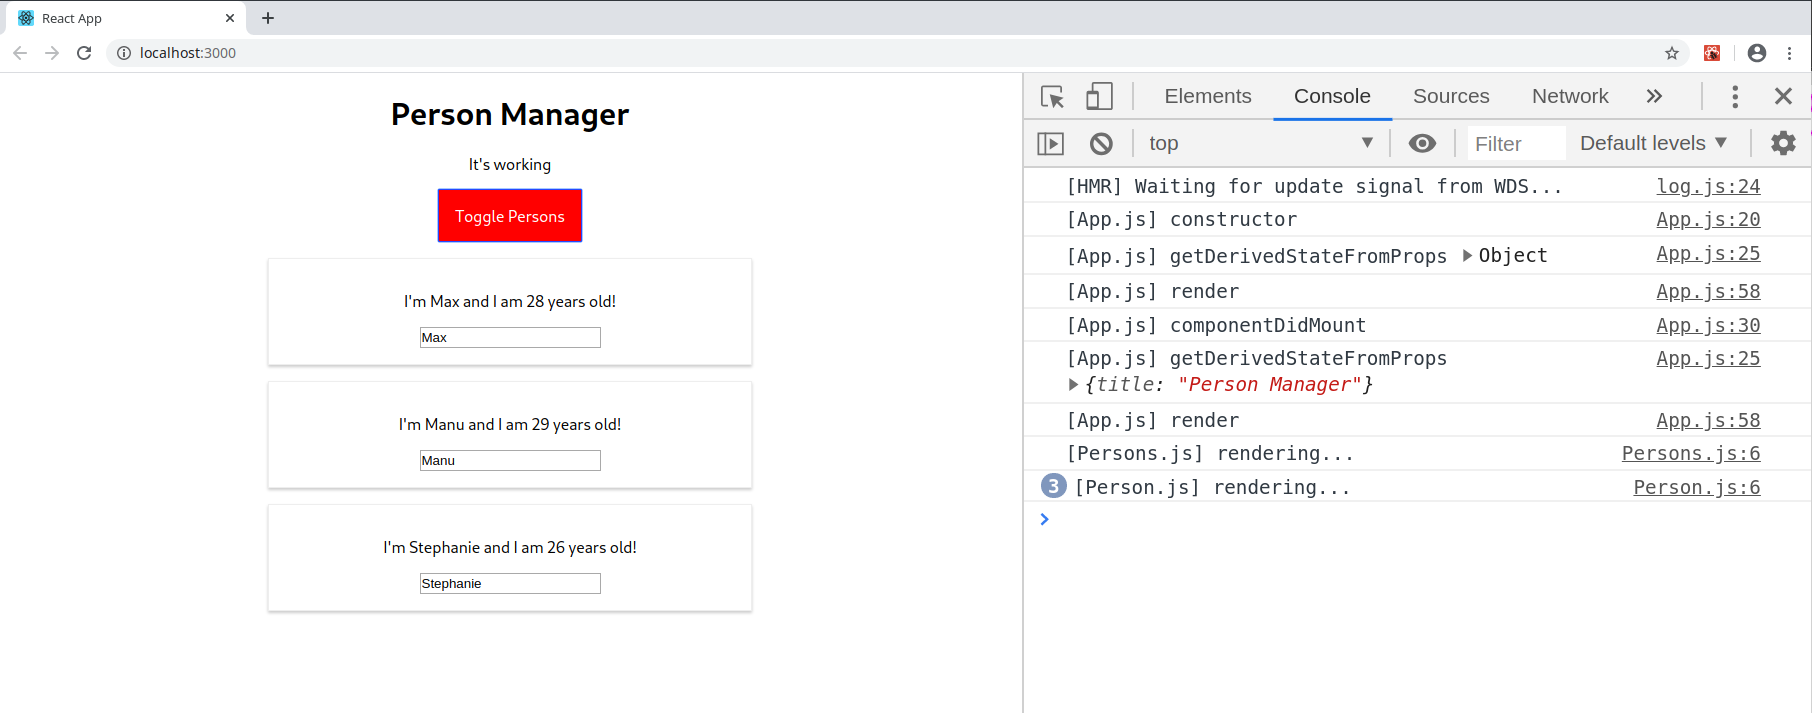 React App
localhost:3000
Person Manager
It's working
Toggle Persons
I'm Max and I am 28 years old!
Max
I'm Manu and I am 29 years old!
Manu
I'm Stephanie and I am 26 years old!
Stephanie
Elements Console Sources Network
top Filter Default levels
[HMR] Waiting for update signal from WDS... log.js:24
[App.js] constructor App.js:20
[App.js] getDerivedStateFromProps Object App.js:25
[App.js] render App.js:58
[App.js] componentDidMount App.js:30
[App.js] getDerivedStateFromProps App.js:25
{title: "Person Manager"}
[App.js] render App.js:58
[Persons.js] rendering... Persons.js:6
3 [Person.js] rendering... Person.js:6